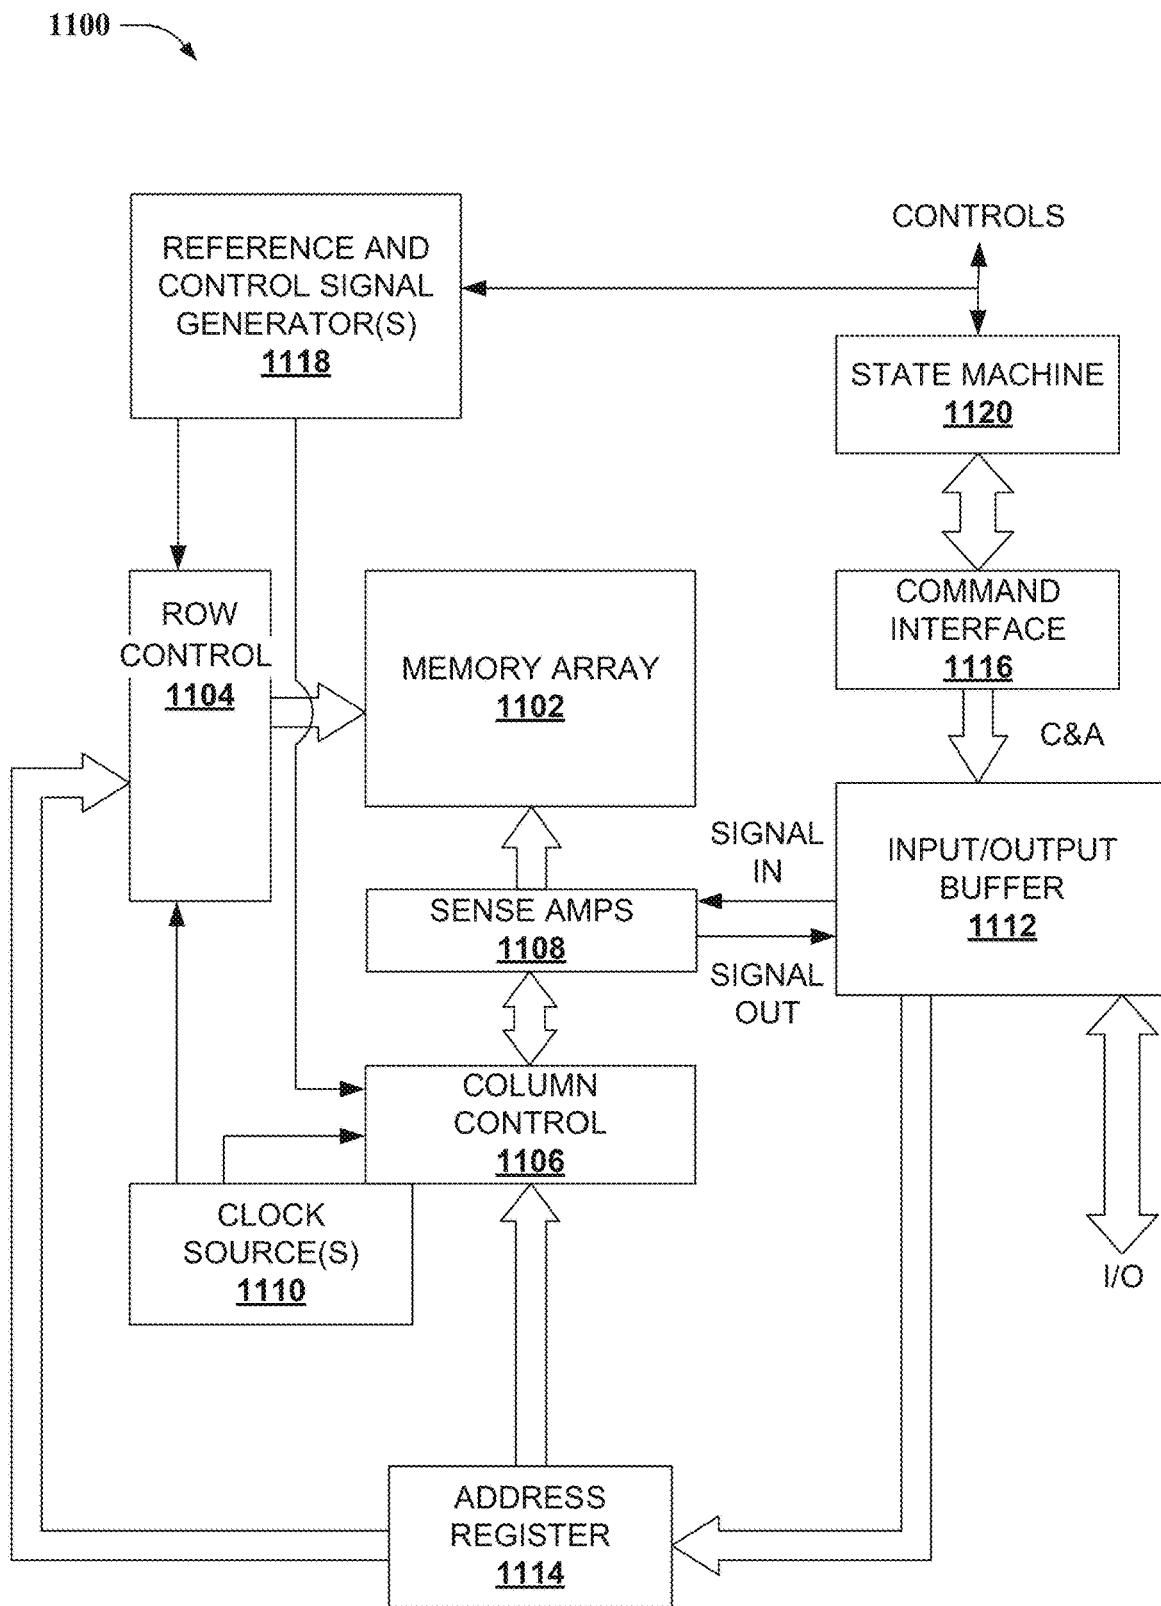 1100
REFERENCE AND
CONTROL SIGNAL
GENERATOR(S)
1118
CONTROLS
STATE MACHINE
1120
ROW
CONTROL
1104
MEMORY ARRAY
1102
COMMAND
INTERFACE
1116
C&A
SIGNAL
IN
INPUT/OUTPUT
BUFFER
1112
SENSE AMPS
1108
SIGNAL
OUT
COLUMN
CONTROL
1106
CLOCK
SOURCE(S)
1110
I/O
ADDRESS
REGISTER
1114